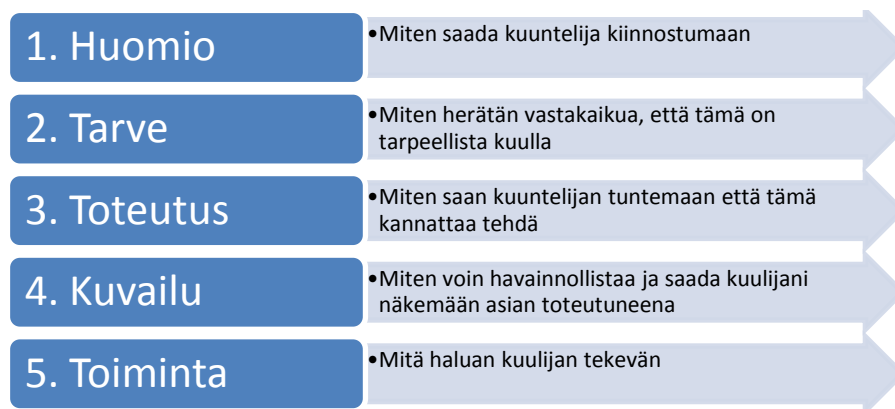 1. Huomio
•Miten saada kuuntelija kiinnostumaan
2. Tarve
•Miten herätän vastakaikua, että tämä on
tarpeellista kuulla
3. Toteutus
•Miten saan kuuntelijan tuntemaan että tämä
kannattaa tehdä
4. Kuvailu
•Miten voin havainnollistaa ja saada kuulijani
näkemään asian toteutuneena
5. Toiminta
•Mitä haluan kuulijan tekevän